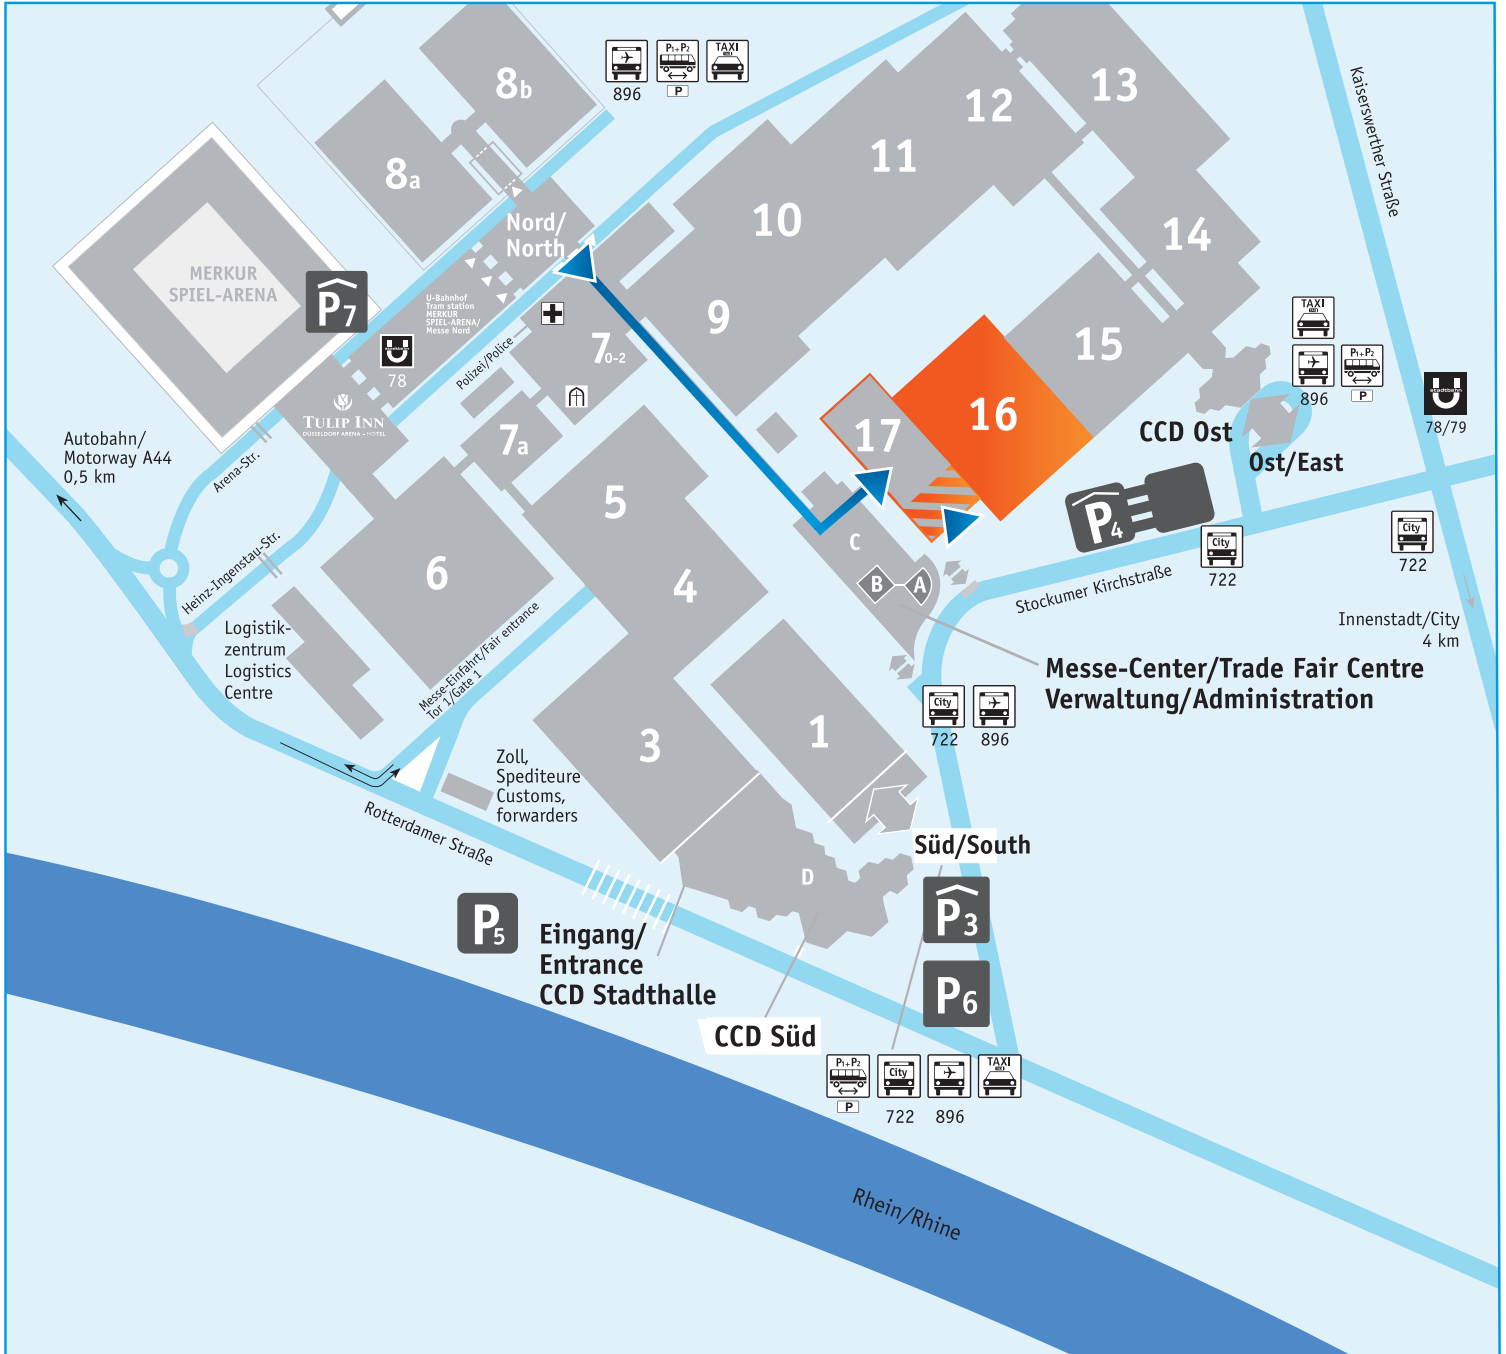 8b
8a
896
P1+P2
P
TAXI
13
12
11
10
14
9
15
Kaiserswerther Straße
Nord/
North
MERKUR
SPIEL-ARENA
P7
U-Bahnhof
Tram station
MERKUR
SPIEL-ARENA/
Messe Nord
78
Polizei/Police
70-2
TULIP INN
DÜSSELDORF ARENA - HOTEL
7a
16
17
TAXI
896
P1+P2
P
stadtbahn
78/79
CCD Ost
Ost/East
P4
Autobahn/
Motorway A44
0,5 km
Arena-Str.
Heinz-Ingenstau-Str.
5
6
4
C
B
A
City
722
City
722
Stockumer Kirchstraße
Innenstadt/City
4 km
Logistik-
zentrum
Logistics
Centre
Messe-Einfahrt/Fair entrance
Tor 1/Gate 1
Messe-Center/Trade Fair Centre
Verwaltung/Administration
City
722
896
3
1
Zoll,
Spediteure
Customs,
forwarders
Rotterdamer Straße
Süd/South
D
P3
P5
Eingang/
Entrance
CCD Stadthalle
P6
CCD Süd
P1+P2
P
City
722
896
TAXI
Rhein/Rhine